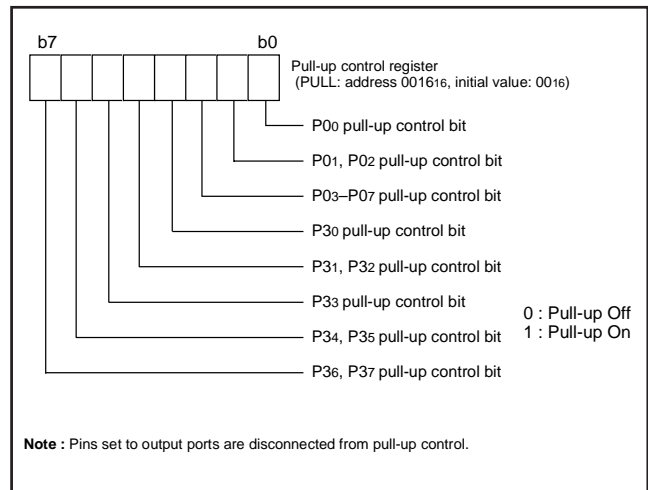 b7 b0
Pull-up control register
(PULL: address 001616, initial value: 0016)
P00 pull-up control bit
P01, P02 pull-up control bit
P03–P07 pull-up control bit
P30 pull-up control bit
P31, P32 pull-up control bit
P33 pull-up control bit
P34, P35 pull-up control bit
P36, P37 pull-up control bit
0 : Pull-up Off
1 : Pull-up On
Note : Pins set to output ports are disconnected from pull-up control.